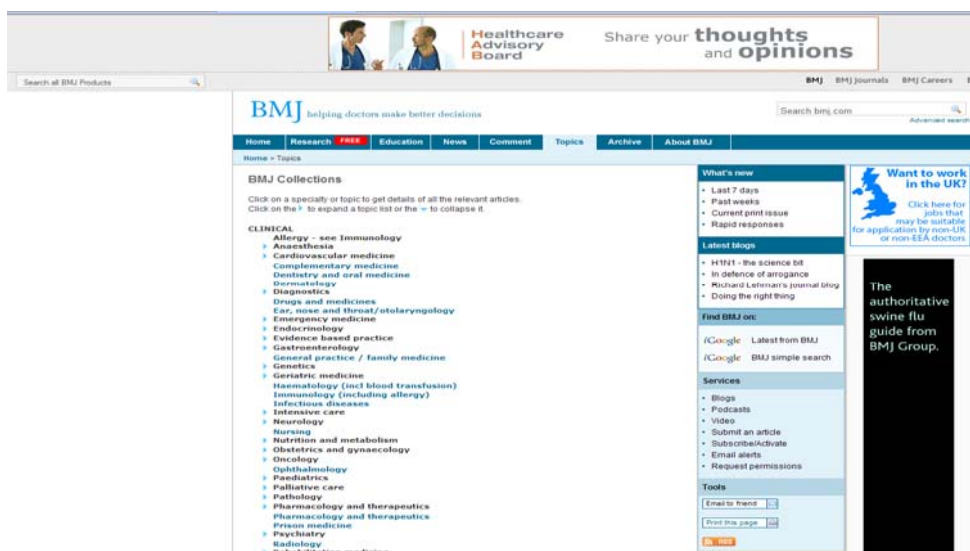 Healthcare
Advisory
Board
Share your thoughts
and opinions
Search all BMJ Products
BMJ BMJ Journals BMJ Careers
BMJ helping doctors make better decisions
Search bmj.com
Advanced search
Home Research FREE Education News Comment Topics Archive About BMJ
Home > Topics
BMJ Collections
Click on a specialty or topic to get details of all the relevant articles.
Click on the to expand a topic list or the to collapse it.
CLINICAL
Allergy - see Immunology
Anaesthesia
Cardiovascular medicine
Complementary medicine
Dentistry and oral medicine
Dermatology
Diagnostics
Drugs and medicines
Ear, nose and throat/otolaryngology
Emergency medicine
Endocrinology
Evidence based practice
Gastroenterology
General practice / family medicine
Genetics
Geriatric medicine
Haematology (incl blood transfusion)
Immunology (including allergy)
Infectious diseases
Intensive care
Neurology
Nursing
Nutrition and metabolism
Obstetrics and gynaecology
Oncology
Ophthalmology
Paediatrics
Palliative care
Pathology
Pharmacology and therapeutics
Pharmacology and therapeutics
Prison medicine
Psychiatry
Radiology
Rehabilitation medicine
What's new
• Last 7 days
• Past weeks
• Current print issue
• Rapid responses
Latest blogs
• H1N1 - the science bit
• In defence of arrogance
• Richard Lehman's journal blog
• Doing the right thing
Find BMJ on:
iGoogle Latest from BMJ
iGoogle BMJ simple search
Services
• Blogs
• Podcasts
• Video
• Submit an article
• Subscribe/Activate
• Email alerts
• Request permissions
Tools
Email to friend
Print this page
RSS
Want to work
in the UK?
Click here for
jobs that
may be suitable
for application by non-UK
or non-EEA doctors
The
authoritative
swine flu
guide from
BMJ Group.